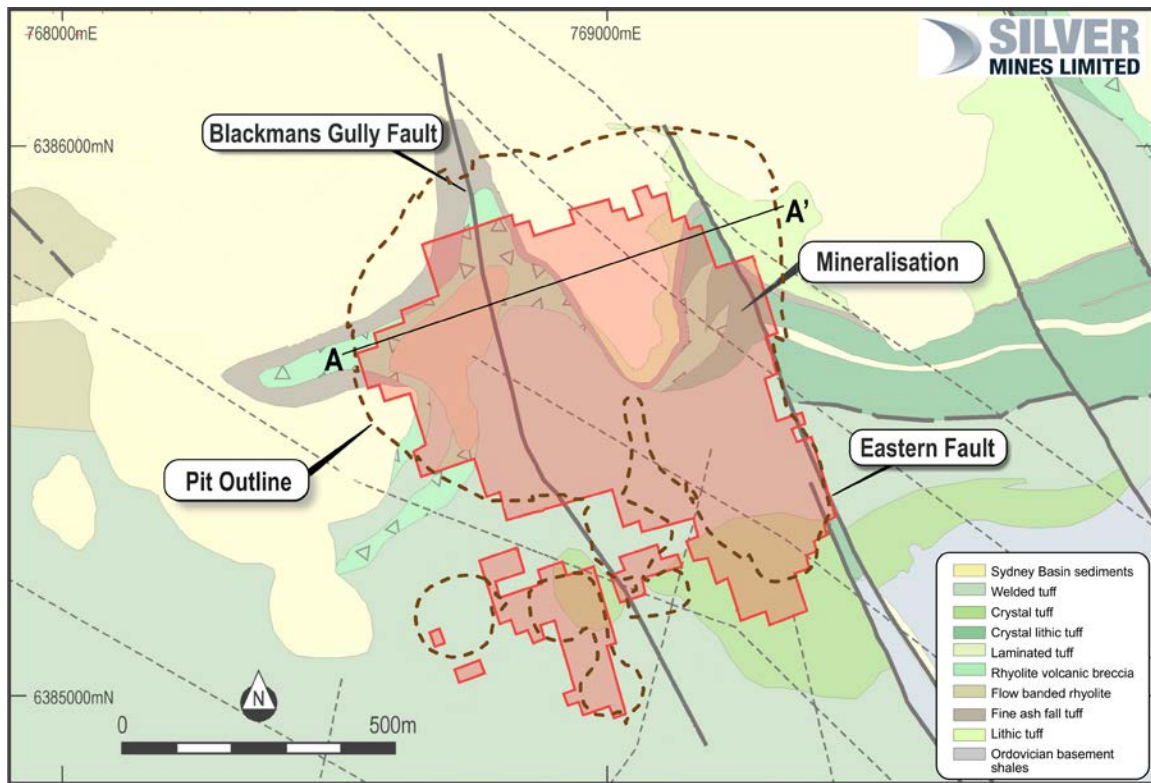 768000mE
769000mE
SILVER
MINES LIMITED
Blackmans Gully Fault
6386000mN
A'
Mineralisation
A
Eastern Fault
Pit Outline
Sydney Basin sediments
Welded tuff
Crystal tuff
Crystal lithic tuff
Laminated tuff
Rhyolite volcanic breccia
Flow banded rhyolite
Fine ash fall tuff
Lithic tuff
Ordovician basement
shales
6385000mN
N
0
500m